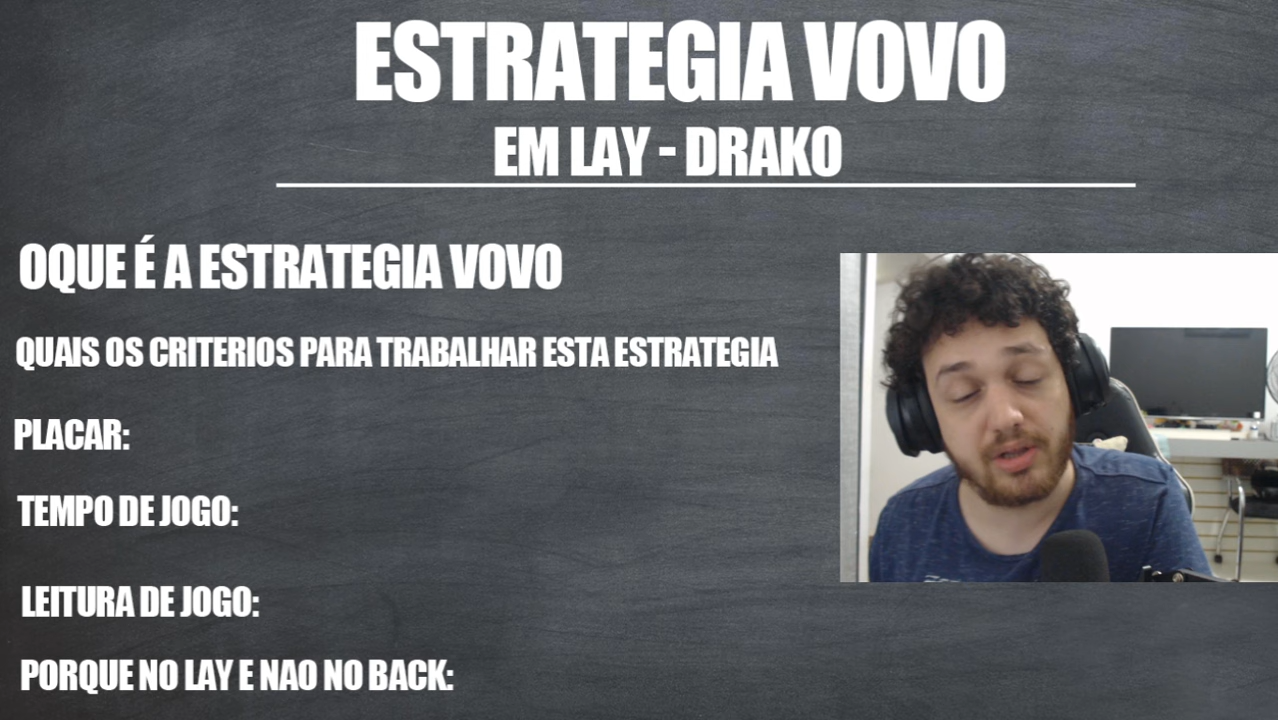 ESTRATEGIA VOVO
EM LAY - DRAKO
OQUE É A ESTRATEGIA VOVO
QUAIS OS CRITERIOS PARA TRABALHAR ESTA ESTRATEGIA
PLACAR:
TEMPO DE JOGO:
LEITURA DE JOGO:
PORQUE NO LAY E NAO NO BACK: